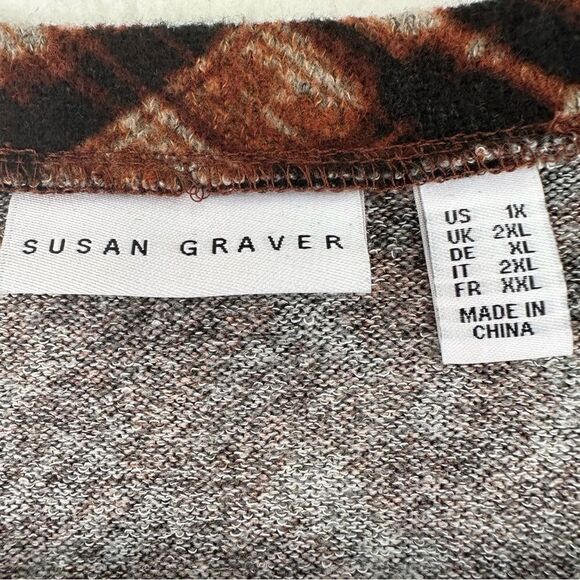 SUSAN GRAVER
US 1X
UK 2XL
DE XL
IT 2XL
FR XXL
MADE IN
CHINA